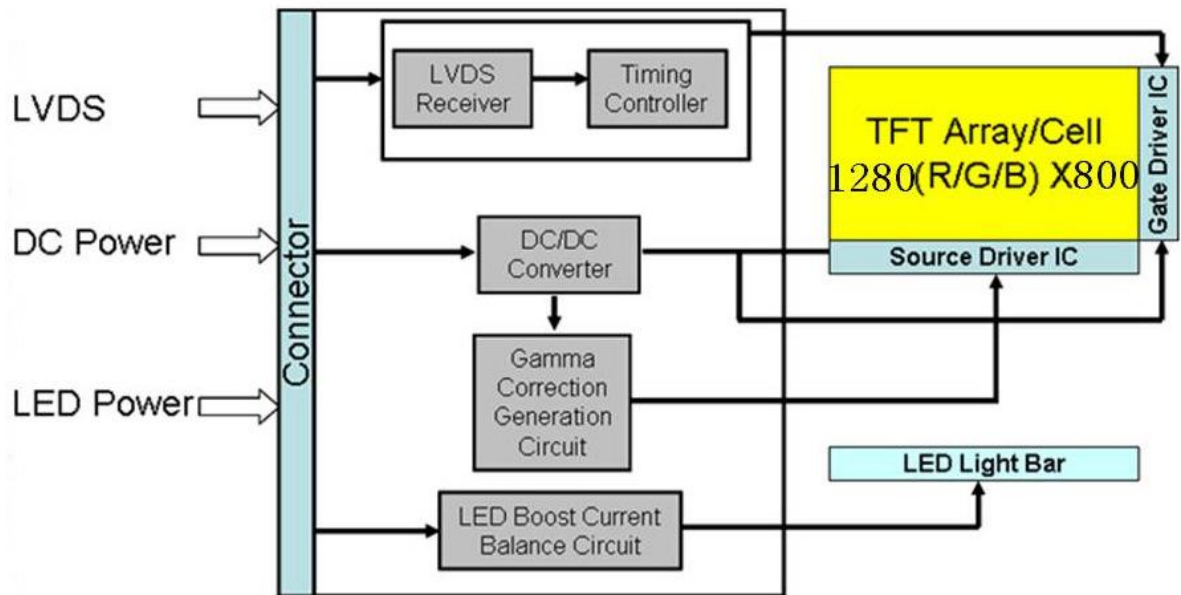 LVDS
DC Power
LED Power
Connector
LVDS
Receiver
Timing
Controller
DC/DC
Converter
Gamma
Correction
Generation
Circuit
LED Boost Current
Balance Circuit
TFT Array/Cell
1280(R/G/B) X800
Gate Driver IC
Source Driver IC
LED Light Bar